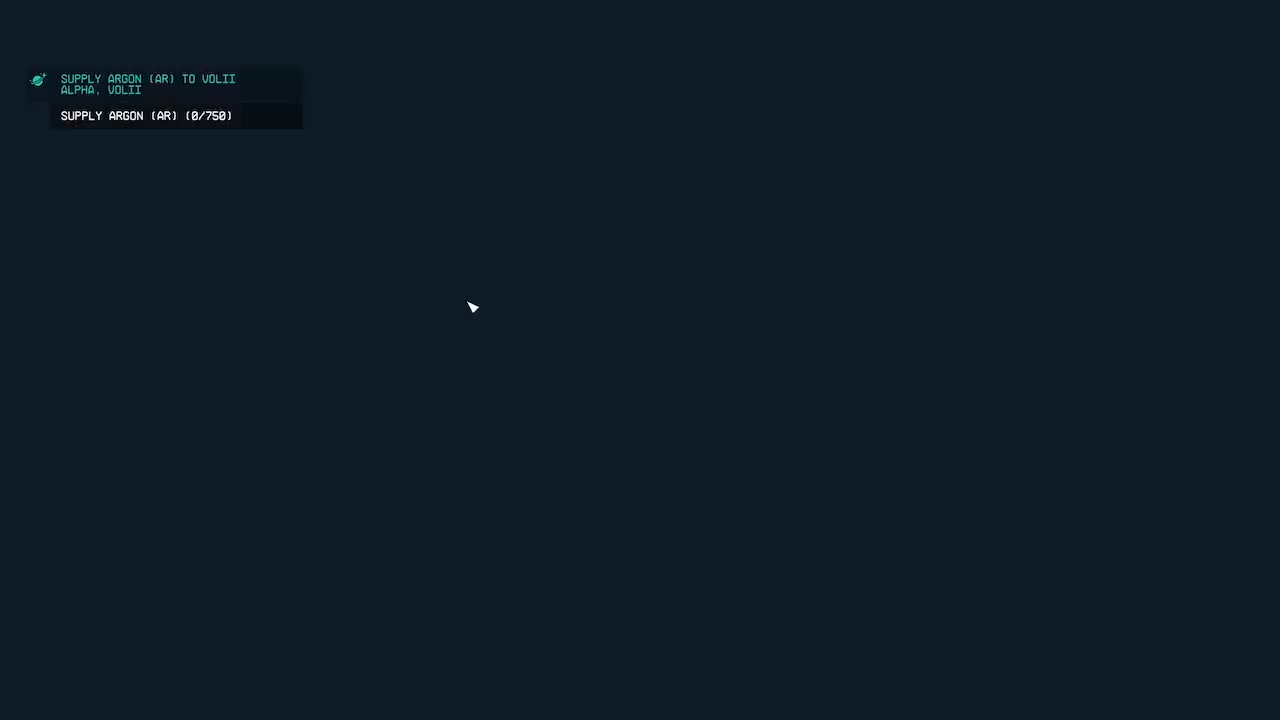 SUPPLY ARGON (AR) TO VOLII
ALPHA, VOLII
SUPPLY ARGON (AR) (0/750)